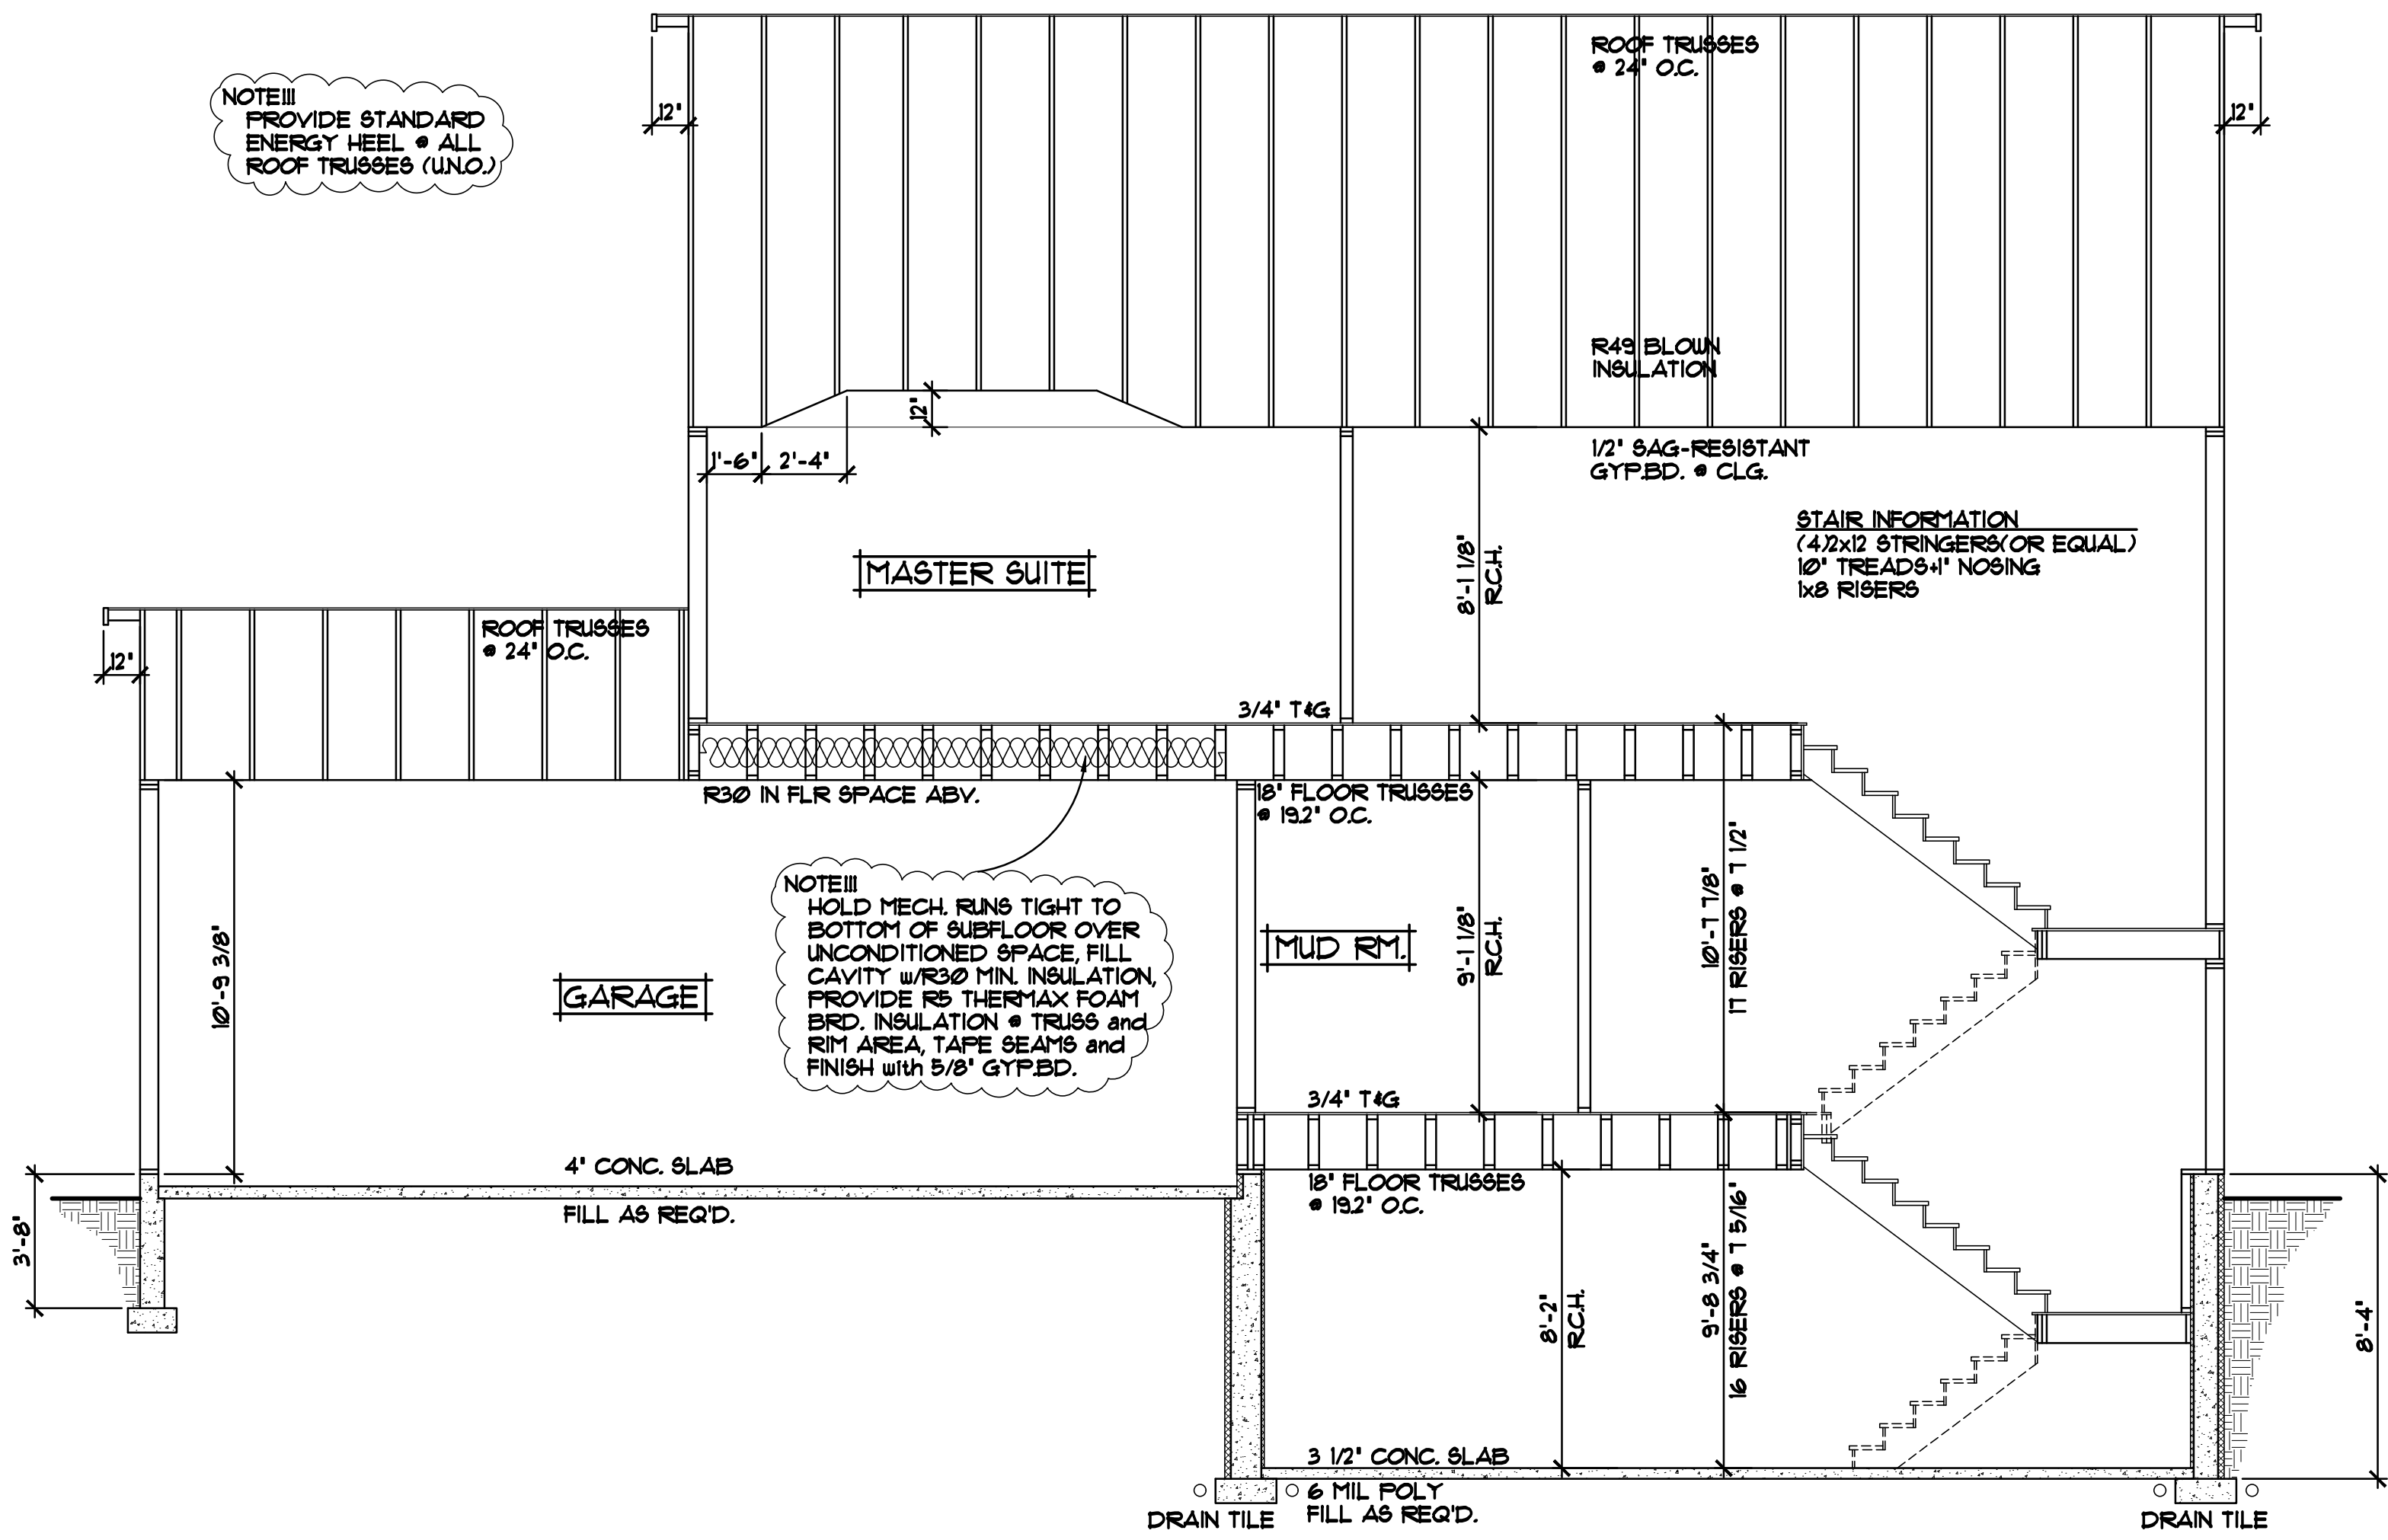 ROOF TRUSSES
@ 24" O.C.
NOTE!!!
PROVIDE STANDARD
ENERGY HEEL @ ALL
ROOF TRUSSES (U.N.O.)
12"
12"
R49 BLOWN
INSULATION
12"
1/2" SAG-RESISTANT
GYP.BD. @ CLG.
1'-6"
2'-4"
STAIR INFORMATION
(4)2x12 STRINGERS(OR EQUAL)
10" TREADS+1" NOSING
1x8 RISERS
MASTER SUITE
8'-1 1/8"
R.C.H.
ROOF TRUSSES
@ 24" O.C.
12"
3/4" T&G
R30 IN FLR SPACE ABV.
18" FLOOR TRUSSES
@ 19.2" O.C.
NOTE!!!
HOLD MECH. RUNS TIGHT TO
BOTTOM OF SUBFLOOR OVER
UNCONDITIONED SPACE, FILL
CAVITY w/R30 MIN. INSULATION,
PROVIDE R5 THERMAX FOAM
BRD. INSULATION @ TRUSS and
RIM AREA, TAPE SEAMS and
FINISH with 5/8" GYP.BD.
10'-9 3/8"
GARAGE
MUD RM.
9'-1 1/8"
R.C.H.
10'-7 7/8"
17 RISERS @ 7 1/2"
3/4" T&G
4" CONC. SLAB
FILL AS REQ'D.
18" FLOOR TRUSSES
@ 19.2" O.C.
3'-8"
8'-2"
R.C.H.
9'-8 3/4"
16 RISERS @ 7 5/16"
8'-4"
3 1/2" CONC. SLAB
6 MIL POLY
FILL AS REQ'D.
DRAIN TILE
DRAIN TILE